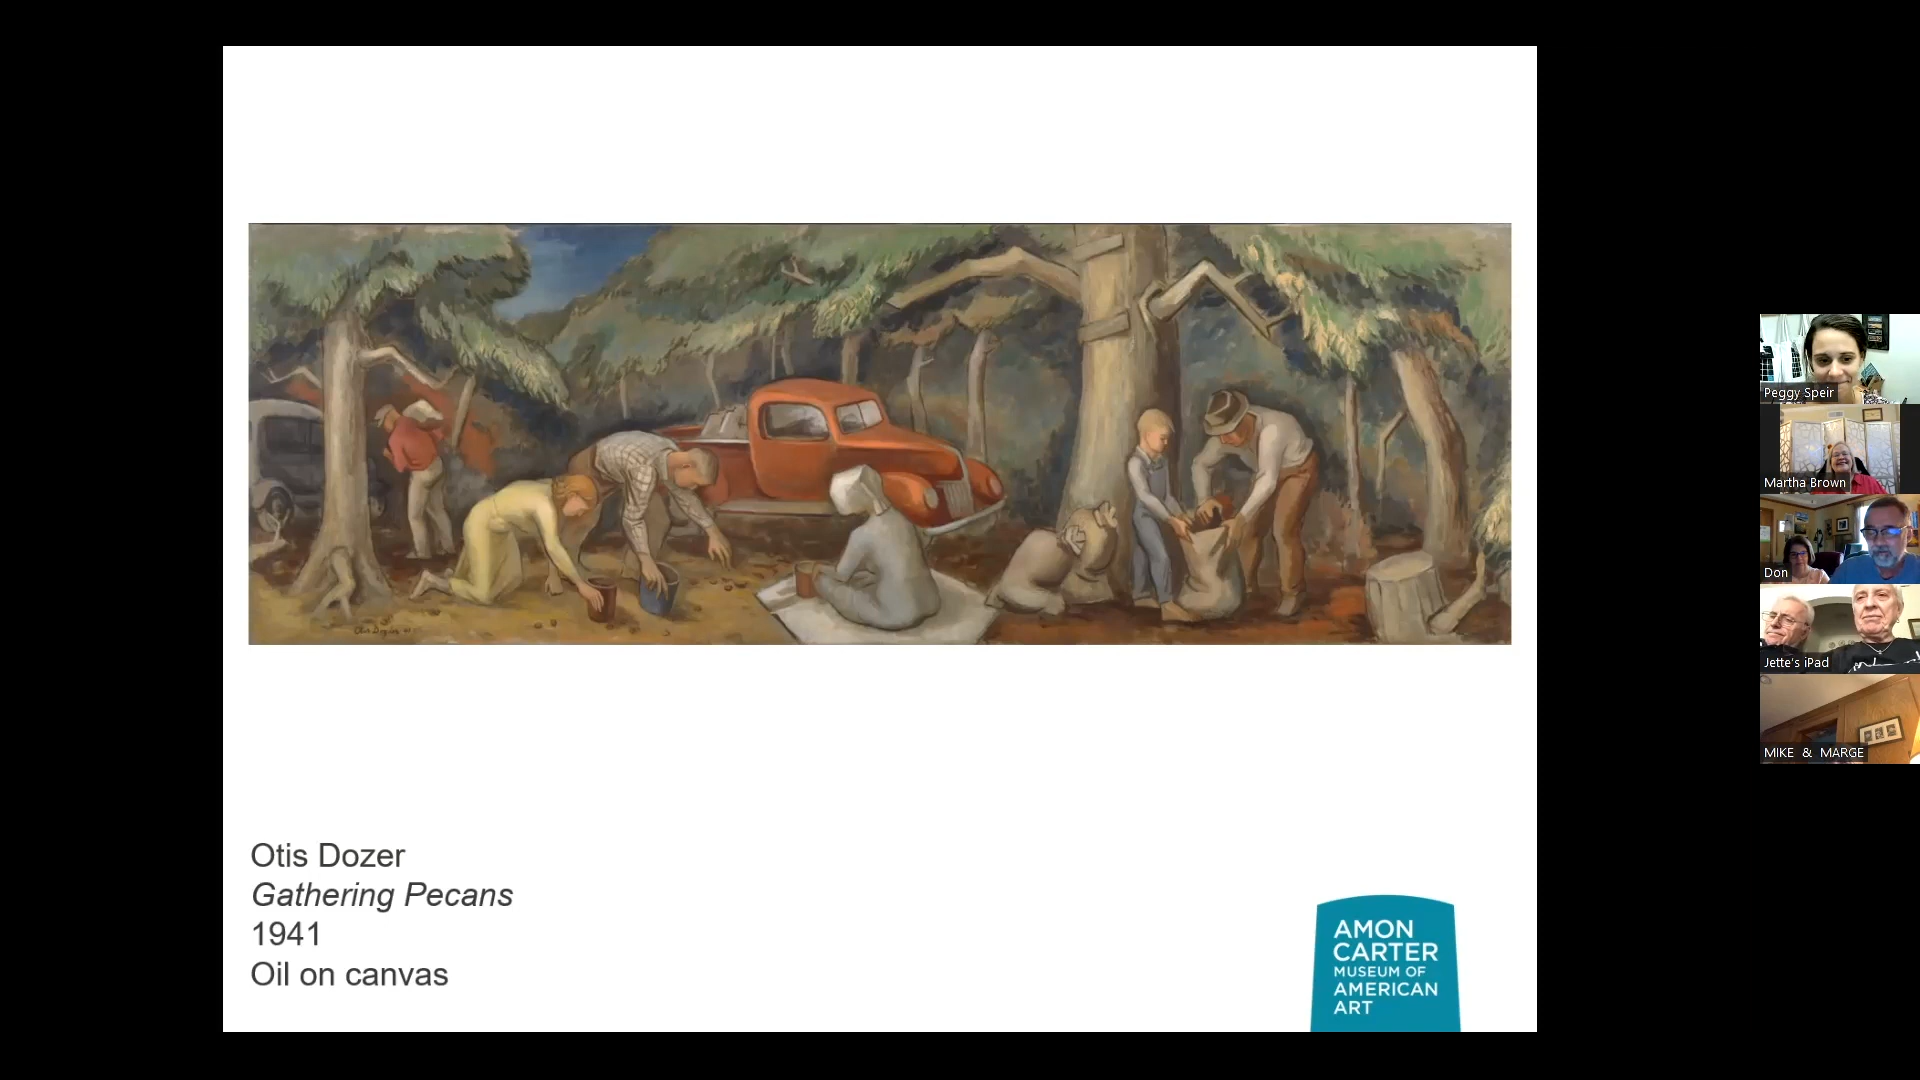 Otis Dozer
Gathering Pecans
1941
Oil on canvas
AMON
CARTER
MUSEUM OF
AMERICAN
ART
Peggy Speir
Martha Brown
Don
Jette's iPad
MIKE & MARGE